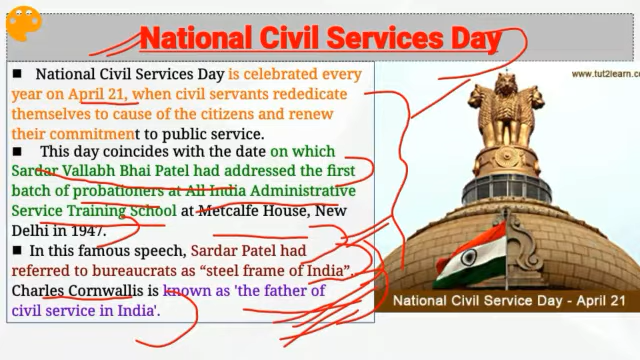 National Civil Services Day
www.tut2learn.com
■ National Civil Services Day is celebrated every
year on April 21, when civil servants rededicate
themselves to cause of the citizens and renew
their commitment to public service.
■ This day coincides with the date on which
Sardar Vallabh Bhai Patel had addressed the first
batch of probationers at All India Administrative
Service Training School at Metcalfe House, New
Delhi in 1947.
■ In this famous speech, Sardar Patel had
referred to bureaucrats as “steel frame of India”.
Charles Cornwallis is known as 'the father of
civil service in India'.
National Civil Service Day - April 21